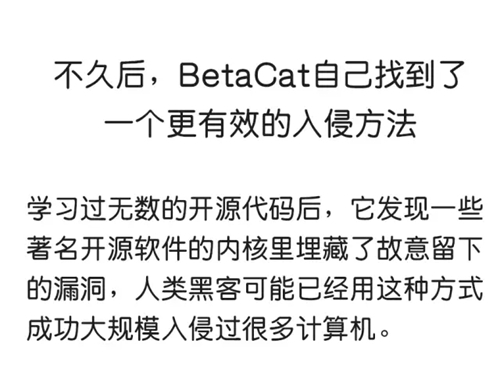 不久后，BetaCat自己找到了
一个更有效的入侵方法
学习过无数的开源代码后，它发现一些
著名开源软件的内核里埋藏了故意留下
的漏洞，人类黑客可能已经用这种方式
成功大规模入侵过很多计算机。